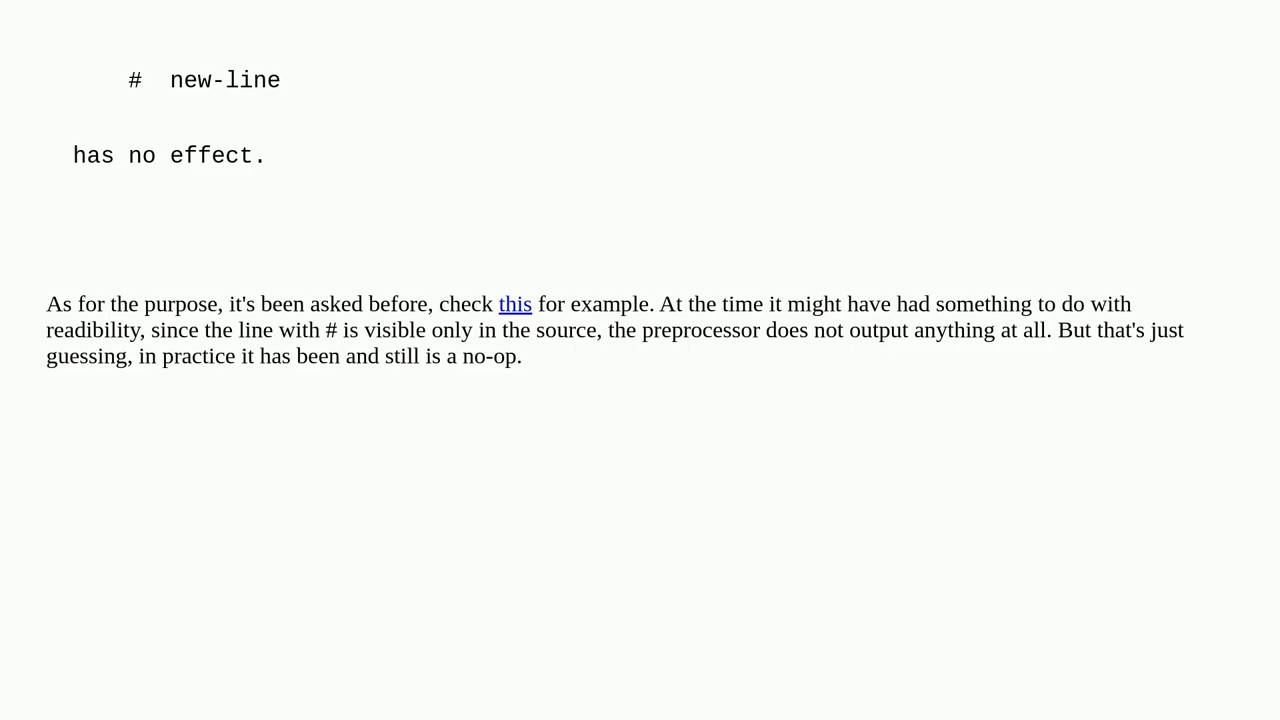 # new-line
has no effect.
As for the purpose, it's been asked before, check this for example. At the time it might have had something to do with
readibility, since the line with # is visible only in the source, the preprocessor does not output anything at all. But that's just
guessing, in practice it has been and still is a no-op.